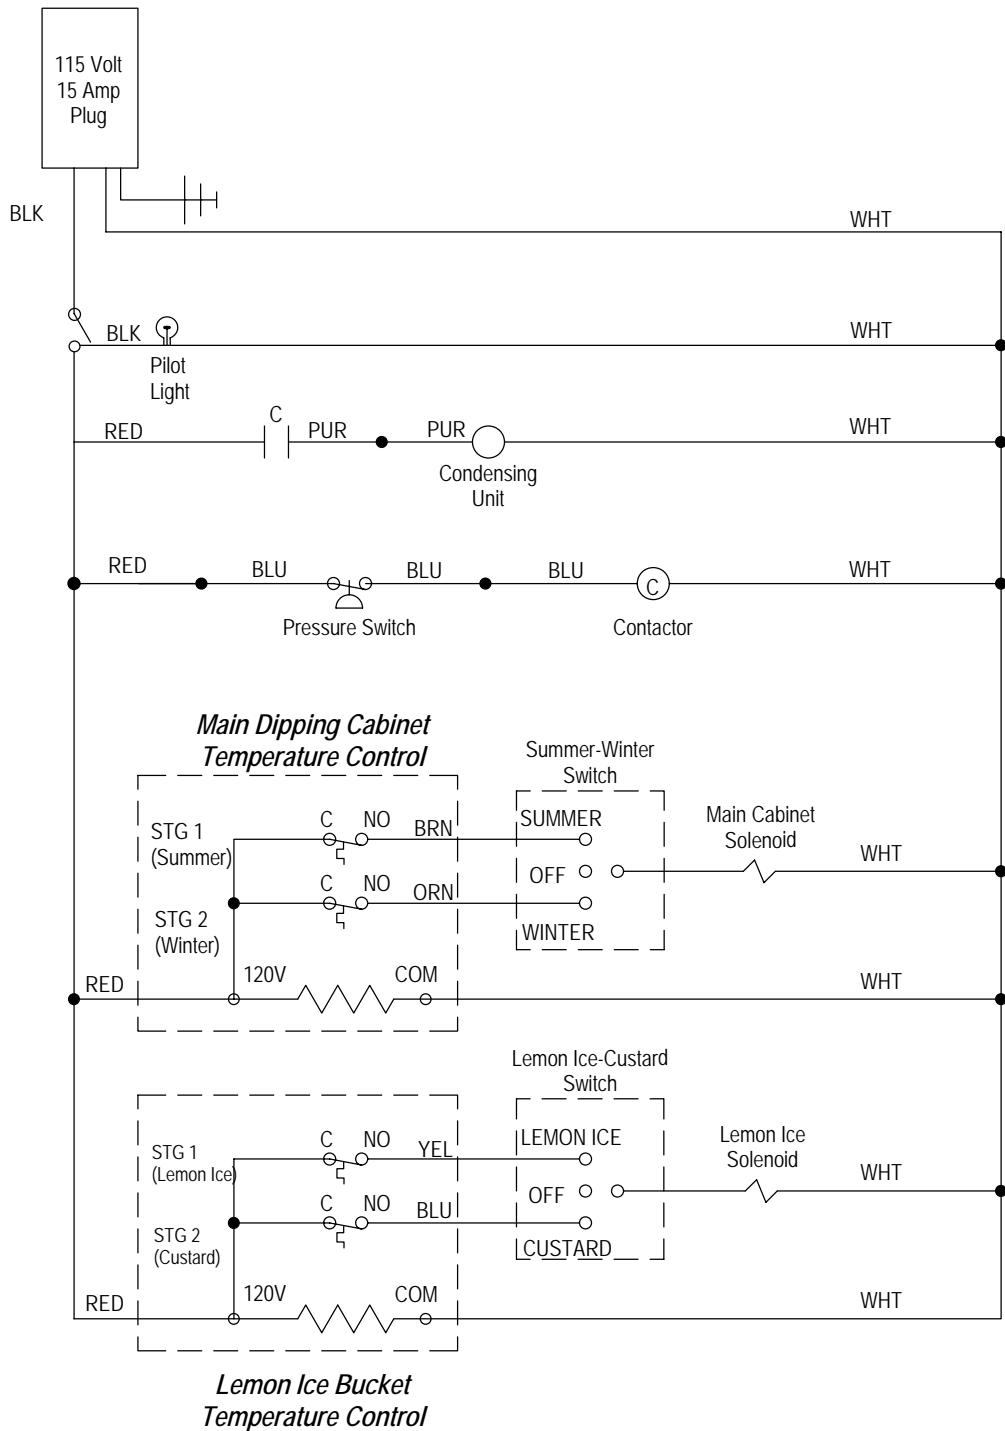 115 Volt
15 Amp
Plug
BLK
WHT
BLK
WHT
Pilot
Light
C
RED
PUR
PUR
WHT
Condensing
Unit
RED
BLU
BLU
BLU
C
WHT
Pressure Switch
Contactor
Main Dipping Cabinet
Temperature Control
Summer-Winter
Switch
STG 1
(Summer)
C
NO
BRN
SUMMER
Main Cabinet
Solenoid
OFF
WHT
STG 2
(Winter)
C
NO
ORN
WINTER
RED
120V
COM
WHT
Lemon Ice-Custard
Switch
STG 1
(Lemon Ice)
C
NO
YEL
LEMON ICE
Lemon Ice
Solenoid
OFF
WHT
STG 2
(Custard)
C
NO
BLU
CUSTARD
RED
120V
COM
WHT
Lemon Ice Bucket
Temperature Control